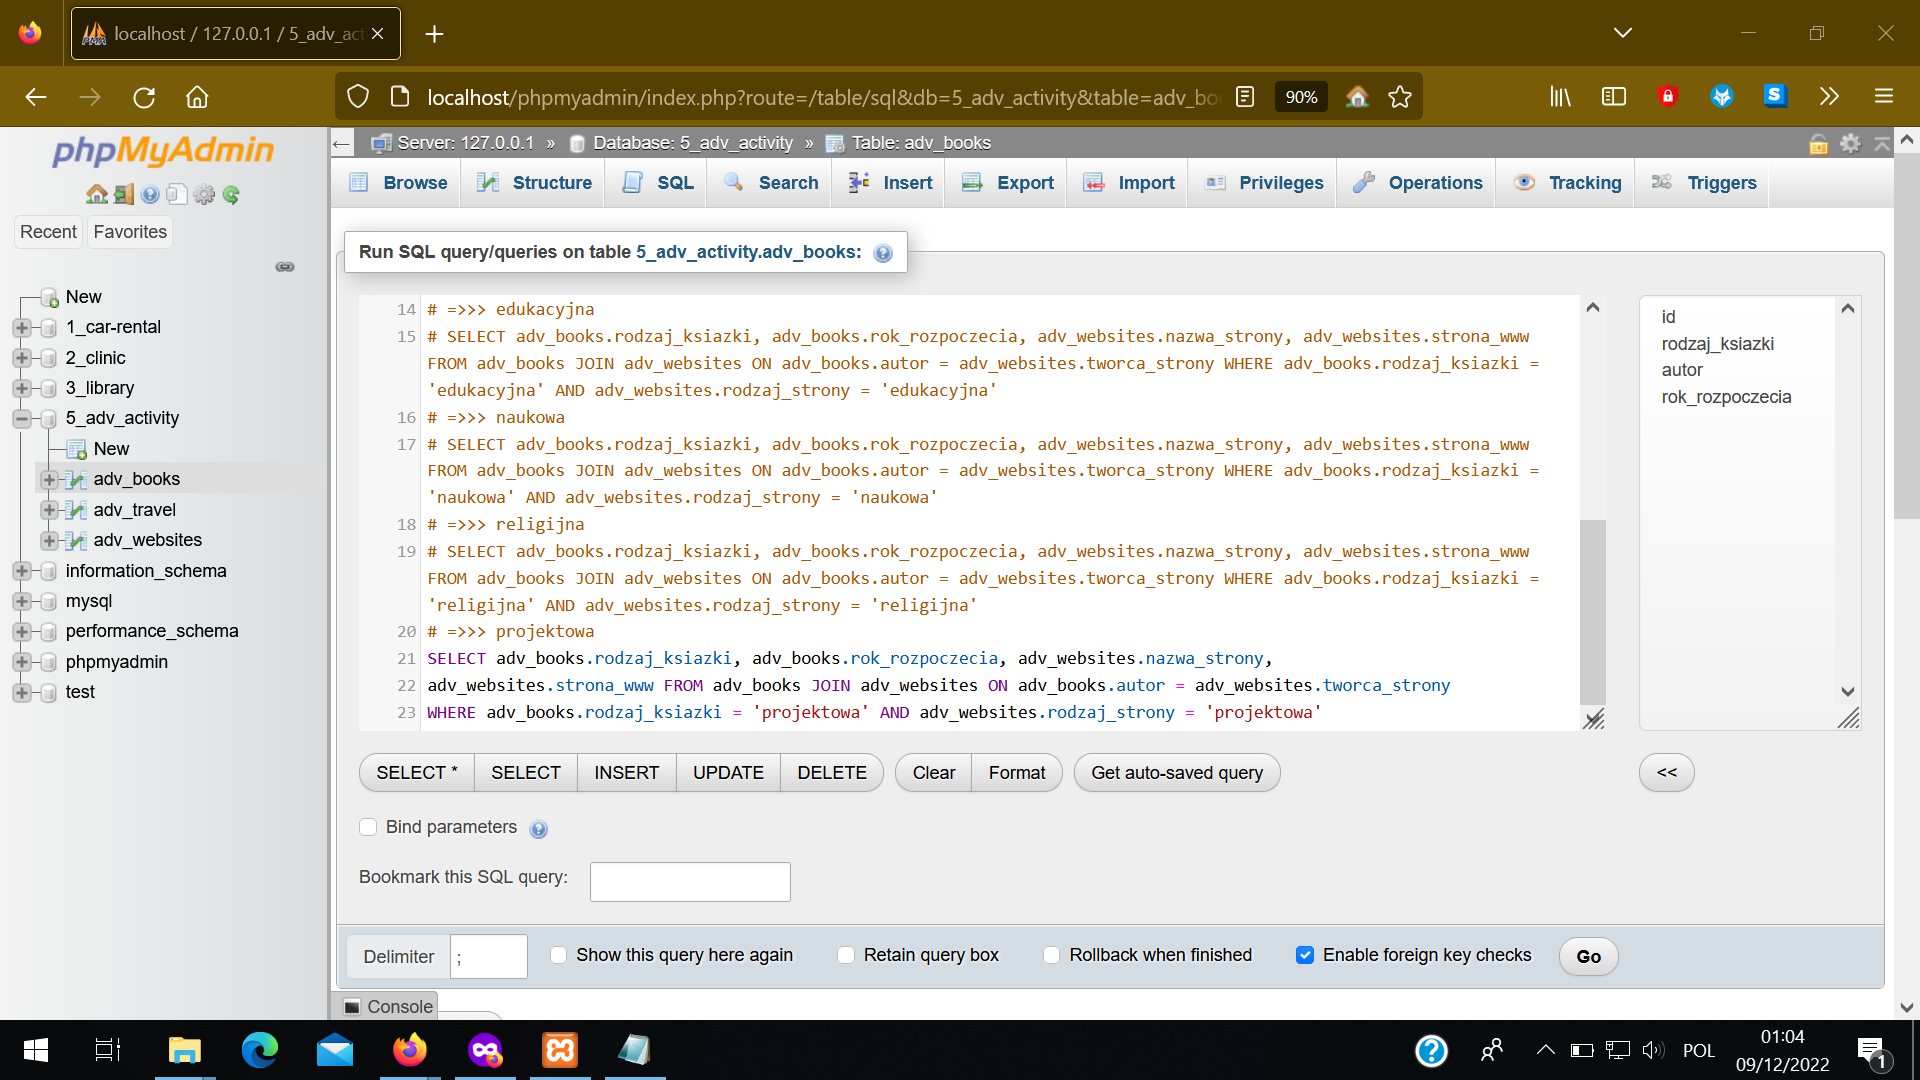 localhost / 127.0.0.1 / 5_adv_act
localhost/phpmyadmin/index.php?route=/table/sql&db=5_adv_activity&table=adv_bo
90%
phpMyAdmin
Recent
Favorites
New
1_car-rental
2_clinic
3_library
5_adv_activity
New
adv_books
adv_travel
adv_websites
information_schema
mysql
performance_schema
phpmyadmin
test
Server: 127.0.0.1 » Database: 5_adv_activity » Table: adv_books
Browse Structure SQL Search Insert Export Import Privileges Operations Tracking Triggers
Run SQL query/queries on table 5_adv_activity.adv_books:
14 # =>>> edukacyjna
15 # SELECT adv_books.rodzaj_ksiazki, adv_books.rok_rozpoczecia, adv_websites.nazwa_strony, adv_websites.strona_www
FROM adv_books JOIN adv_websites ON adv_books.autor = adv_websites.tworca_strony WHERE adv_books.rodzaj_ksiazki =
'edukacyjna' AND adv_websites.rodzaj_strony = 'edukacyjna'
16 # =>>> naukowa
17 # SELECT adv_books.rodzaj_ksiazki, adv_books.rok_rozpoczecia, adv_websites.nazwa_strony, adv_websites.strona_www
FROM adv_books JOIN adv_websites ON adv_books.autor = adv_websites.tworca_strony WHERE adv_books.rodzaj_ksiazki =
'naukowa' AND adv_websites.rodzaj_strony = 'naukowa'
18 # =>>> religijna
19 # SELECT adv_books.rodzaj_ksiazki, adv_books.rok_rozpoczecia, adv_websites.nazwa_strony, adv_websites.strona_www
FROM adv_books JOIN adv_websites ON adv_books.autor = adv_websites.tworca_strony WHERE adv_books.rodzaj_ksiazki =
'religijna' AND adv_websites.rodzaj_strony = 'religijna'
20 # =>>> projektowa
21 SELECT adv_books.rodzaj_ksiazki, adv_books.rok_rozpoczecia, adv_websites.nazwa_strony,
22 adv_websites.strona_www FROM adv_books JOIN adv_websites ON adv_books.autor = adv_websites.tworca_strony
23 WHERE adv_books.rodzaj_ksiazki = 'projektowa' AND adv_websites.rodzaj_strony = 'projektowa'
id
rodzaj_ksiazki
autor
rok_rozpoczecia
SELECT * SELECT INSERT UPDATE DELETE Clear Format Get auto-saved query <<
Bind parameters
Bookmark this SQL query:
Delimiter ; Show this query here again Retain query box Rollback when finished Enable foreign key checks Go
Console
POL
01:04
09/12/2022
1